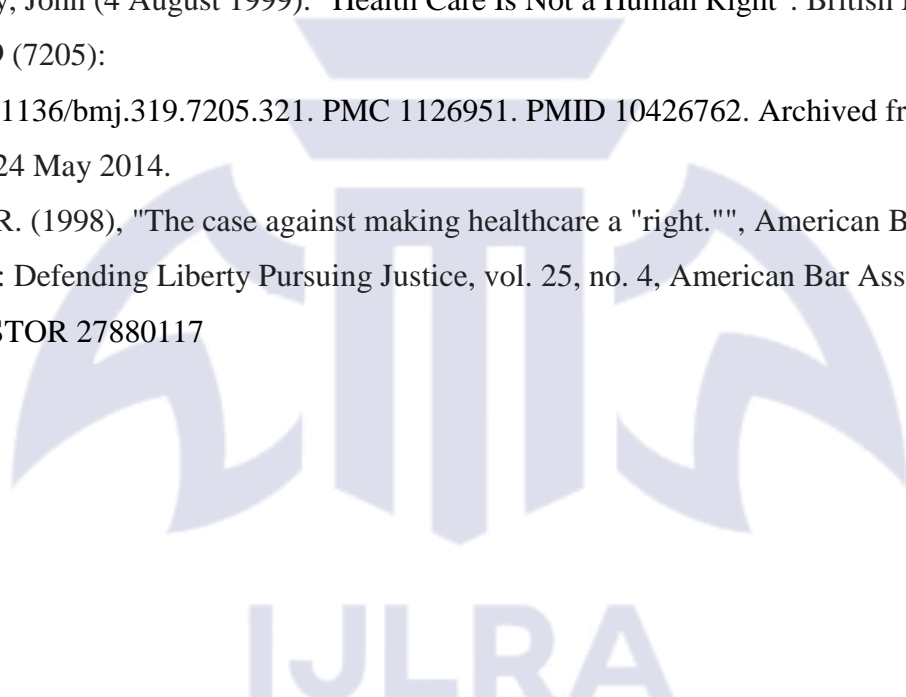 y, John (4 August 1999). "Health Care Is Not a Human Right". British
(7205):
1136/bmj.319.7205.321. PMC 1126951. PMID 10426762. Archived fr
24 May 2014.
R. (1998), "The case against making healthcare a "right."", American B
: Defending Liberty Pursuing Justice, vol. 25, no. 4, American Bar Ass
STOR 27880117
IJLRA